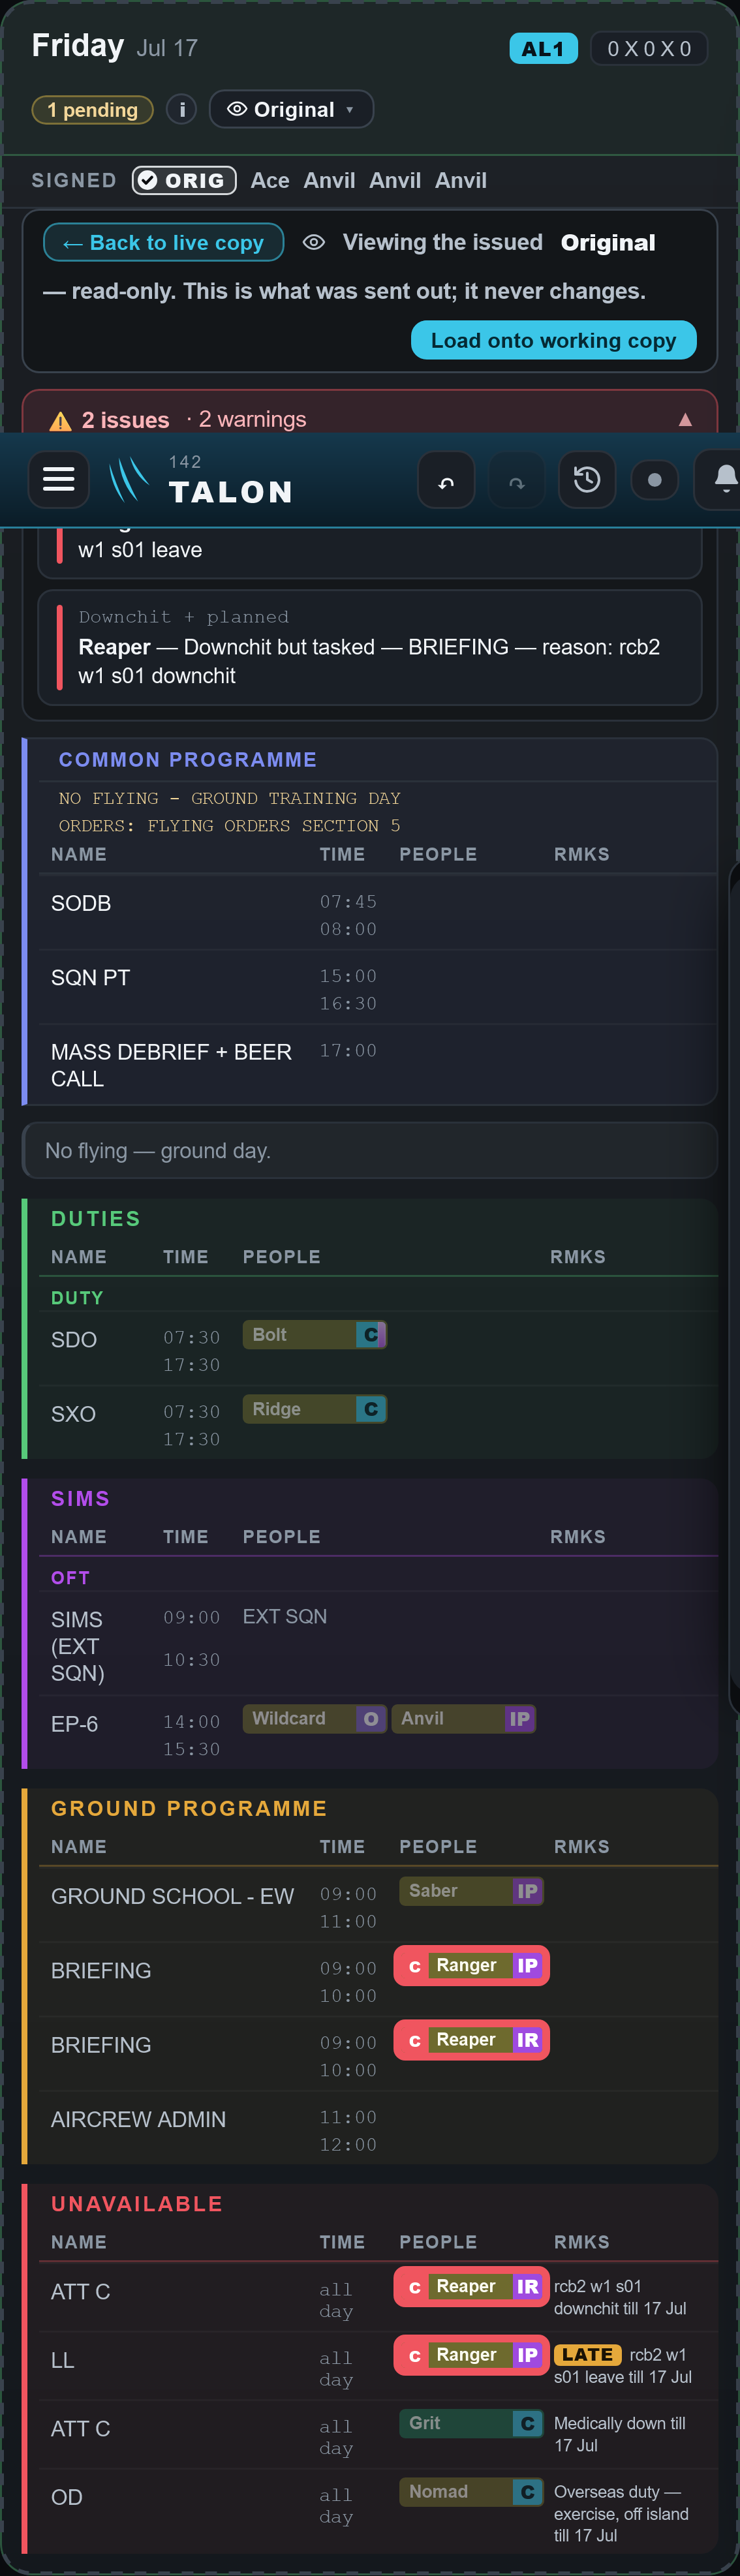 Friday Jul 17 AL1 0X0X0
1 pending i Original ▾
SIGNED ORIG Ace Anvil Anvil Anvil
← Back to live copy Viewing the issued Original
— read-only. This is what was sent out; it never changes.
Load onto working copy
2 issues · 2 warnings ▲
142
TALON
w1 s01 leave
Downchit + planned
Reaper — Downchit but tasked — BRIEFING — reason: rcb2
w1 s01 downchit
COMMON PROGRAMME
NO FLYING – GROUND TRAINING DAY
ORDERS: FLYING ORDERS SECTION 5
NAME TIME PEOPLE RMKS
SODB 07:45
08:00
SQN PT 15:00
16:30
MASS DEBRIEF + BEER 17:00
CALL
No flying — ground day.
DUTIES
NAME TIME PEOPLE RMKS
DUTY
SDO 07:30 Bolt C
17:30
SXO 07:30 Ridge C
17:30
SIMS
NAME TIME PEOPLE RMKS
OFT
SIMS 09:00 EXT SQN
(EXT 10:30
SQN)
EP-6 14:00 Wildcard O Anvil IP
15:30
GROUND PROGRAMME
NAME TIME PEOPLE RMKS
GROUND SCHOOL - EW 09:00 Saber IP
11:00
BRIEFING 09:00 c Ranger IP
10:00
BRIEFING 09:00 c Reaper IR
10:00
AIRCREW ADMIN 11:00
12:00
UNAVAILABLE
NAME TIME PEOPLE RMKS
ATT C all c Reaper IR rcb2 w1 s01
day downchit till 17 Jul
LL all c Ranger IP LATE rcb2 w1
day s01 leave till 17 Jul
ATT C all Grit C Medically down till
day 17 Jul
OD all Nomad C Overseas duty —
day exercise, off island
till 17 Jul